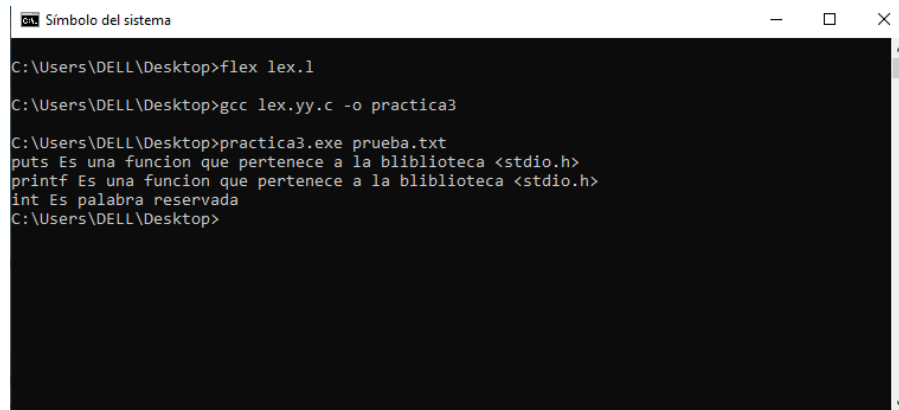 Símbolo del sistema
C:\Users\DELL\Desktop>flex lex.l
C:\Users\DELL\Desktop>gcc lex.yy.c -o practica3
C:\Users\DELL\Desktop>practica3.exe prueba.txt
puts Es una funcion que pertenece a la bliblioteca <stdio.h>
printf Es una funcion que pertenece a la bliblioteca <stdio.h>
int Es palabra reservada
C:\Users\DELL\Desktop>